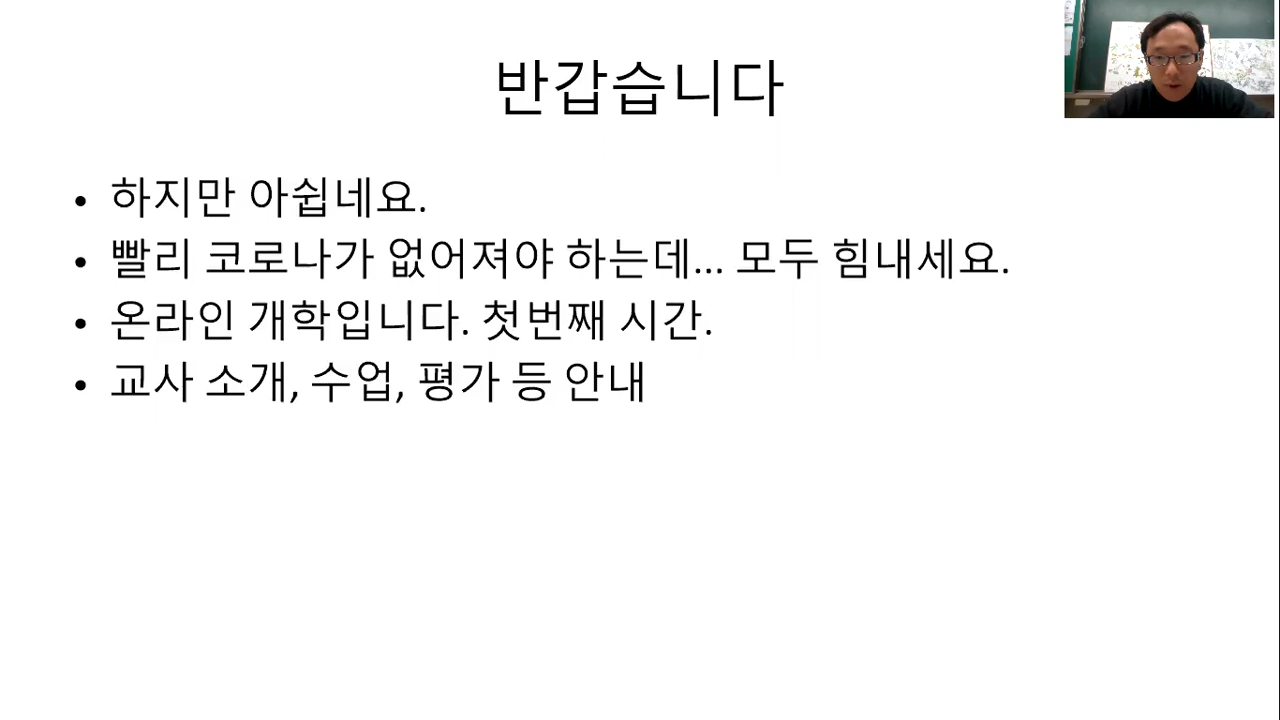 반갑습니다
• 하지만 아쉽네요.
• 빨리 코로나가 없어져야 하는데... 모두 힘내세요.
• 온라인 개학입니다. 첫번째 시간.
• 교사 소개, 수업, 평가 등 안내